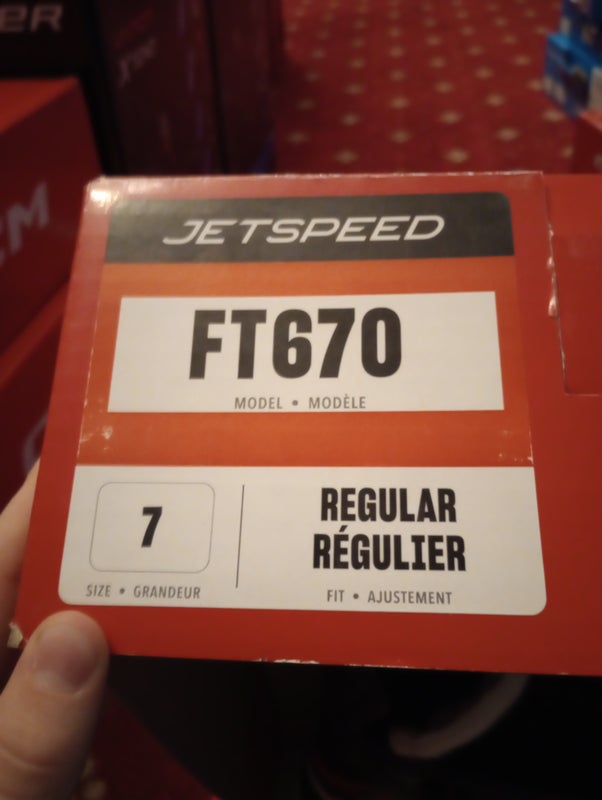 JETSPEED
FT670
MODEL • MODÈLE
7
SIZE • GRANDEUR
REGULAR
RÉGULIER
FIT • AJUSTEMENT